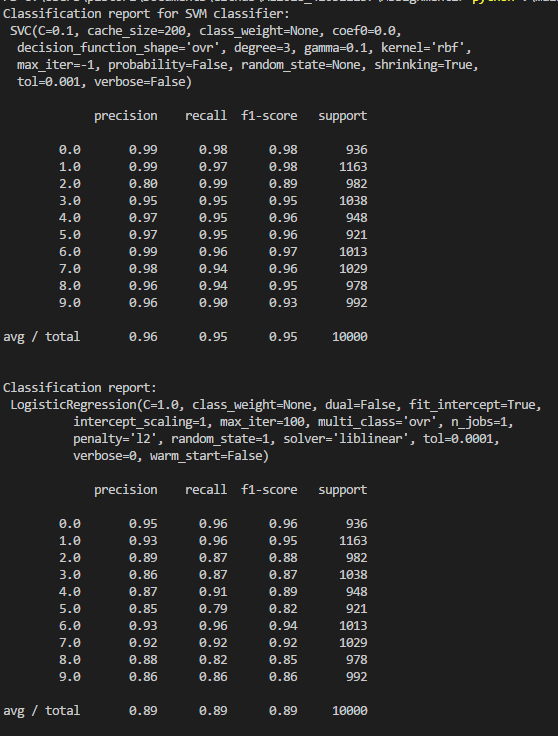 Classification report for SVM classifier:
SVC(C=0.1, cache_size=200, class_weight=None, coef0=0.0,
decision_function_shape='ovr', degree=3, gamma=0.1, kernel='rbf',
max_iter=-1, probability=False, random_state=None, shrinking=True,
tol=0.001, verbose=False)
precision recall f1-score support
0.0 0.99 0.98 0.98 936
1.0 0.99 0.97 0.98 1163
2.0 0.80 0.99 0.89 982
3.0 0.95 0.95 0.95 1038
4.0 0.97 0.95 0.96 948
5.0 0.97 0.95 0.96 921
6.0 0.99 0.96 0.97 1013
7.0 0.98 0.94 0.96 1029
8.0 0.96 0.94 0.95 978
9.0 0.96 0.90 0.93 992
avg / total 0.96 0.95 0.95 10000
Classification report:
LogisticRegression(C=1.0, class_weight=None, dual=False, fit_intercept=True,
intercept_scaling=1, max_iter=100, multi_class='ovr', n_jobs=1,
penalty='l2', random_state=1, solver='liblinear', tol=0.0001,
verbose=0, warm_start=False)
precision recall f1-score support
0.0 0.95 0.96 0.96 936
1.0 0.93 0.96 0.95 1163
2.0 0.89 0.87 0.88 982
3.0 0.86 0.87 0.87 1038
4.0 0.87 0.91 0.89 948
5.0 0.85 0.79 0.82 921
6.0 0.93 0.96 0.94 1013
7.0 0.92 0.92 0.92 1029
8.0 0.88 0.82 0.85 978
9.0 0.86 0.86 0.86 992
avg / total 0.89 0.89 0.89 10000